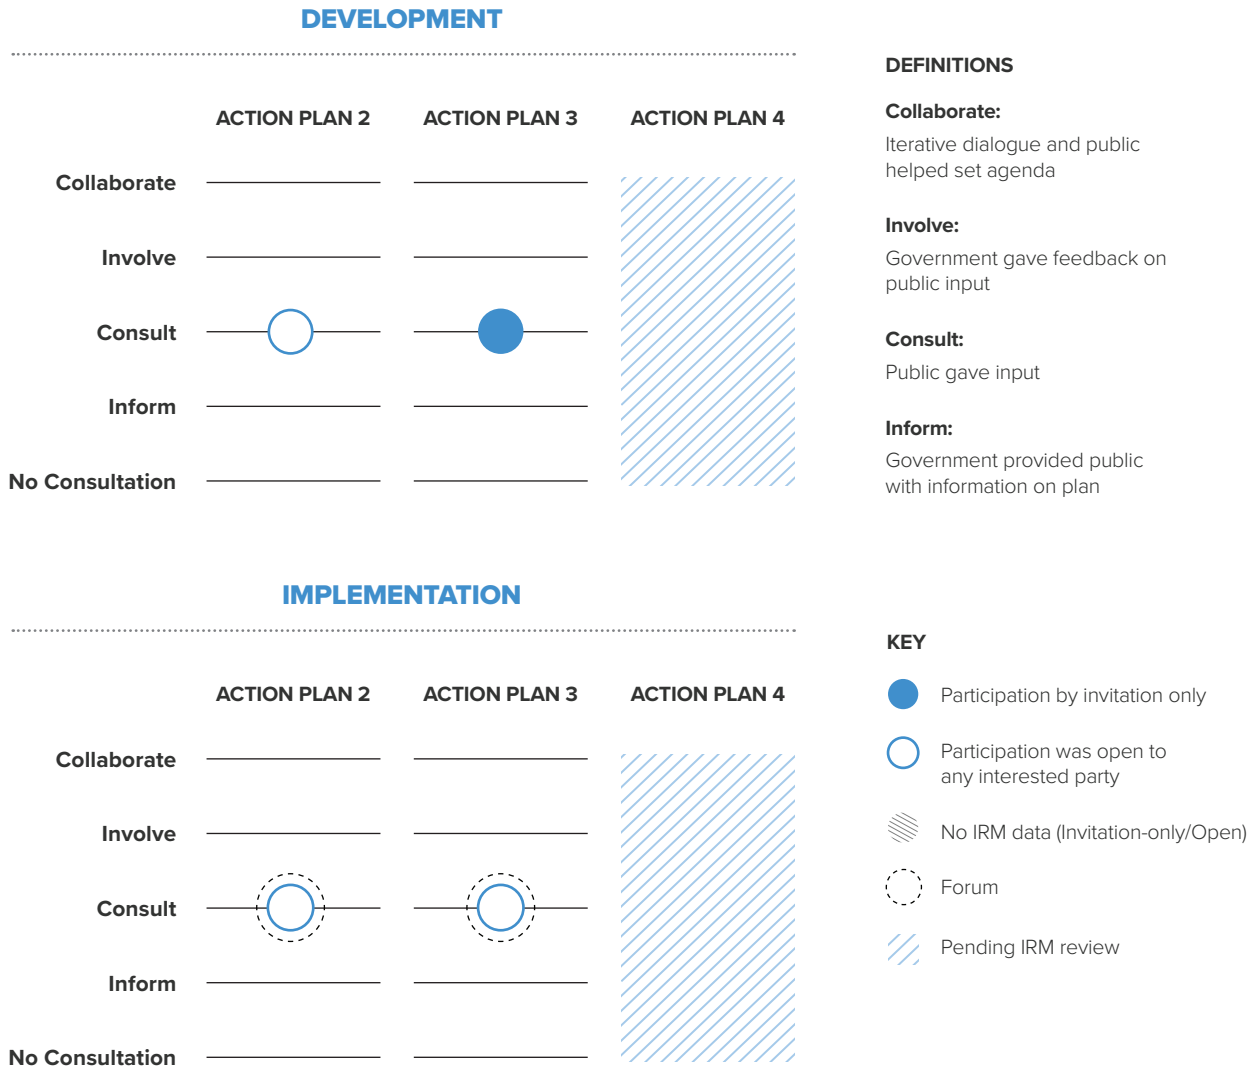 DEVELOPMENT
ACTION PLAN 2
ACTION PLAN 3
ACTION PLAN 4
Collaborate
Involve
Consult
Inform
No Consultation
DEFINITIONS
Collaborate:
Iterative dialogue and public
helped set agenda
Involve:
Government gave feedback on
public input
Consult:
Public gave input
Inform:
Government provided public
with information on plan
IMPLEMENTATION
ACTION PLAN 2
ACTION PLAN 3
ACTION PLAN 4
Collaborate
Involve
Consult
Inform
No Consultation
KEY
Participation by invitation only
Participation was open to
any interested party
No IRM data (Invitation-only/Open)
Forum
Pending IRM review